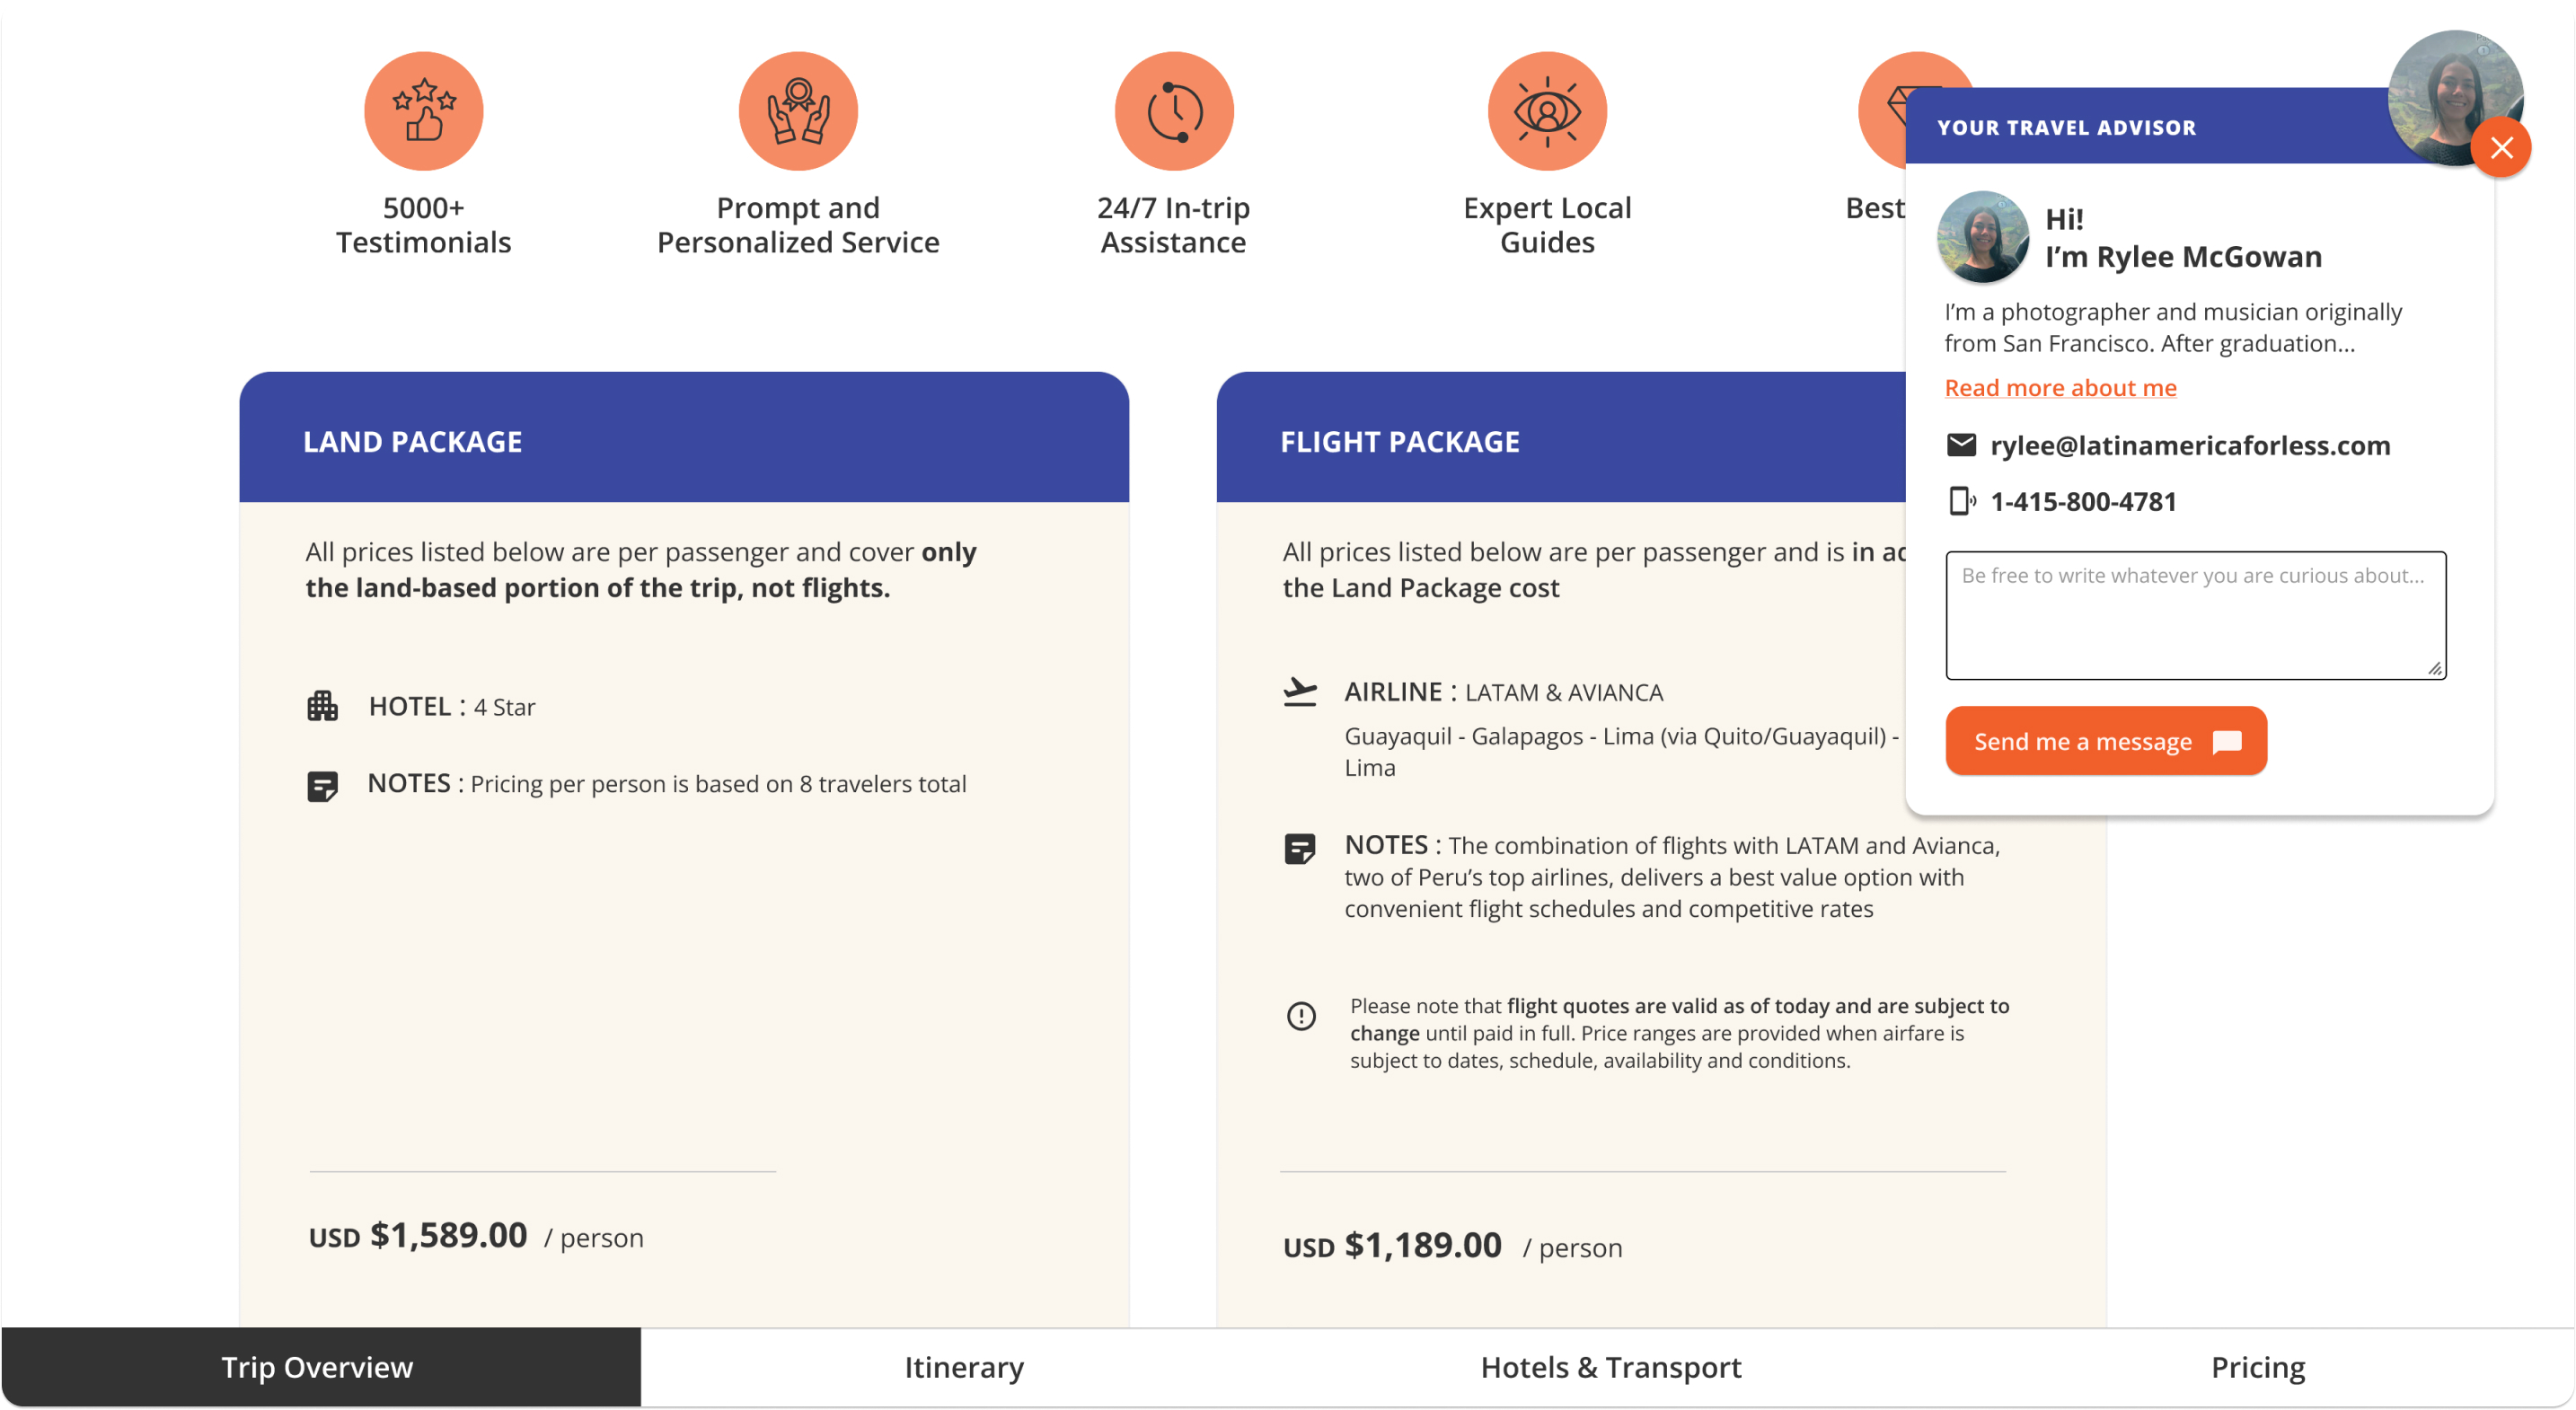 5000+
Testimonials
Prompt and
Personalized Service
24/7 In-trip
Assistance
Expert Local
Guides
Best
YOUR TRAVEL ADVISOR
Hi!
I’m Rylee McGowan
I’m a photographer and musician originally
from San Francisco. After graduation...
Read more about me
rylee@latinamericaforless.com
1-415-800-4781
Be free to write whatever you are curious about...
Send me a message
LAND PACKAGE
All prices listed below are per passenger and cover only
the land-based portion of the trip, not flights.
HOTEL : 4 Star
NOTES : Pricing per person is based on 8 travelers total
USD $1,589.00 / person
FLIGHT PACKAGE
All prices listed below are per passenger and is in
the Land Package cost
AIRLINE : LATAM & AVIANCA
Guayaquil - Galapagos - Lima (via Quito/Guayaquil) -
Lima
NOTES : The combination of flights with LATAM and Avianca,
two of Peru’s top airlines, delivers a best value option with
convenient flight schedules and competitive rates
Please note that flight quotes are valid as of today and are subject to
change until paid in full. Price ranges are provided when airfare is
subject to dates, schedule, availability and conditions.
USD $1,189.00 / person
Trip Overview
Itinerary
Hotels & Transport
Pricing